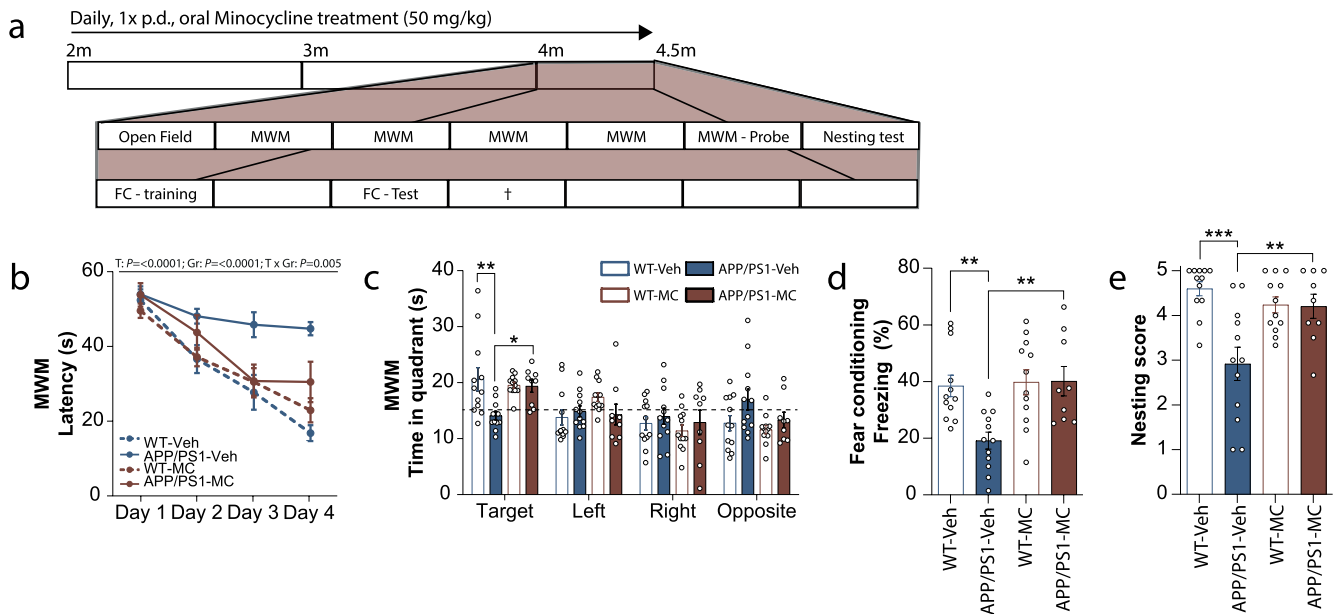 a
Daily, 1x p.d., oral Minocycline treatment (50 mg/kg)
2m 3m 4m 4.5m
Open Field MWM MWM MWM MWM MWM - Probe Nesting test
FC - training FC - Test †
b
T: P=<0.0001; Gr: P=<0.0001; T x Gr: P=0.005
MWM
Latency (s)
60
40
20
0
WT-Veh
APP/PS1-Veh
WT-MC
APP/PS1-MC
Day 1 Day 2 Day 3 Day 4
c
MWM
Time in quadrant (s)
40
30
20
10
0
**
*
WT-Veh APP/PS1-Veh
WT-MC APP/PS1-MC
Target Left Right Opposite
d
Fear conditioning
Freezing (%)
80
60
40
20
0
**
**
WT-Veh
APP/PS1-Veh
WT-MC
APP/PS1-MC
e
Nesting score
5
4
3
2
1
0
***
**
WT-Veh
APP/PS1-Veh
WT-MC
APP/PS1-MC